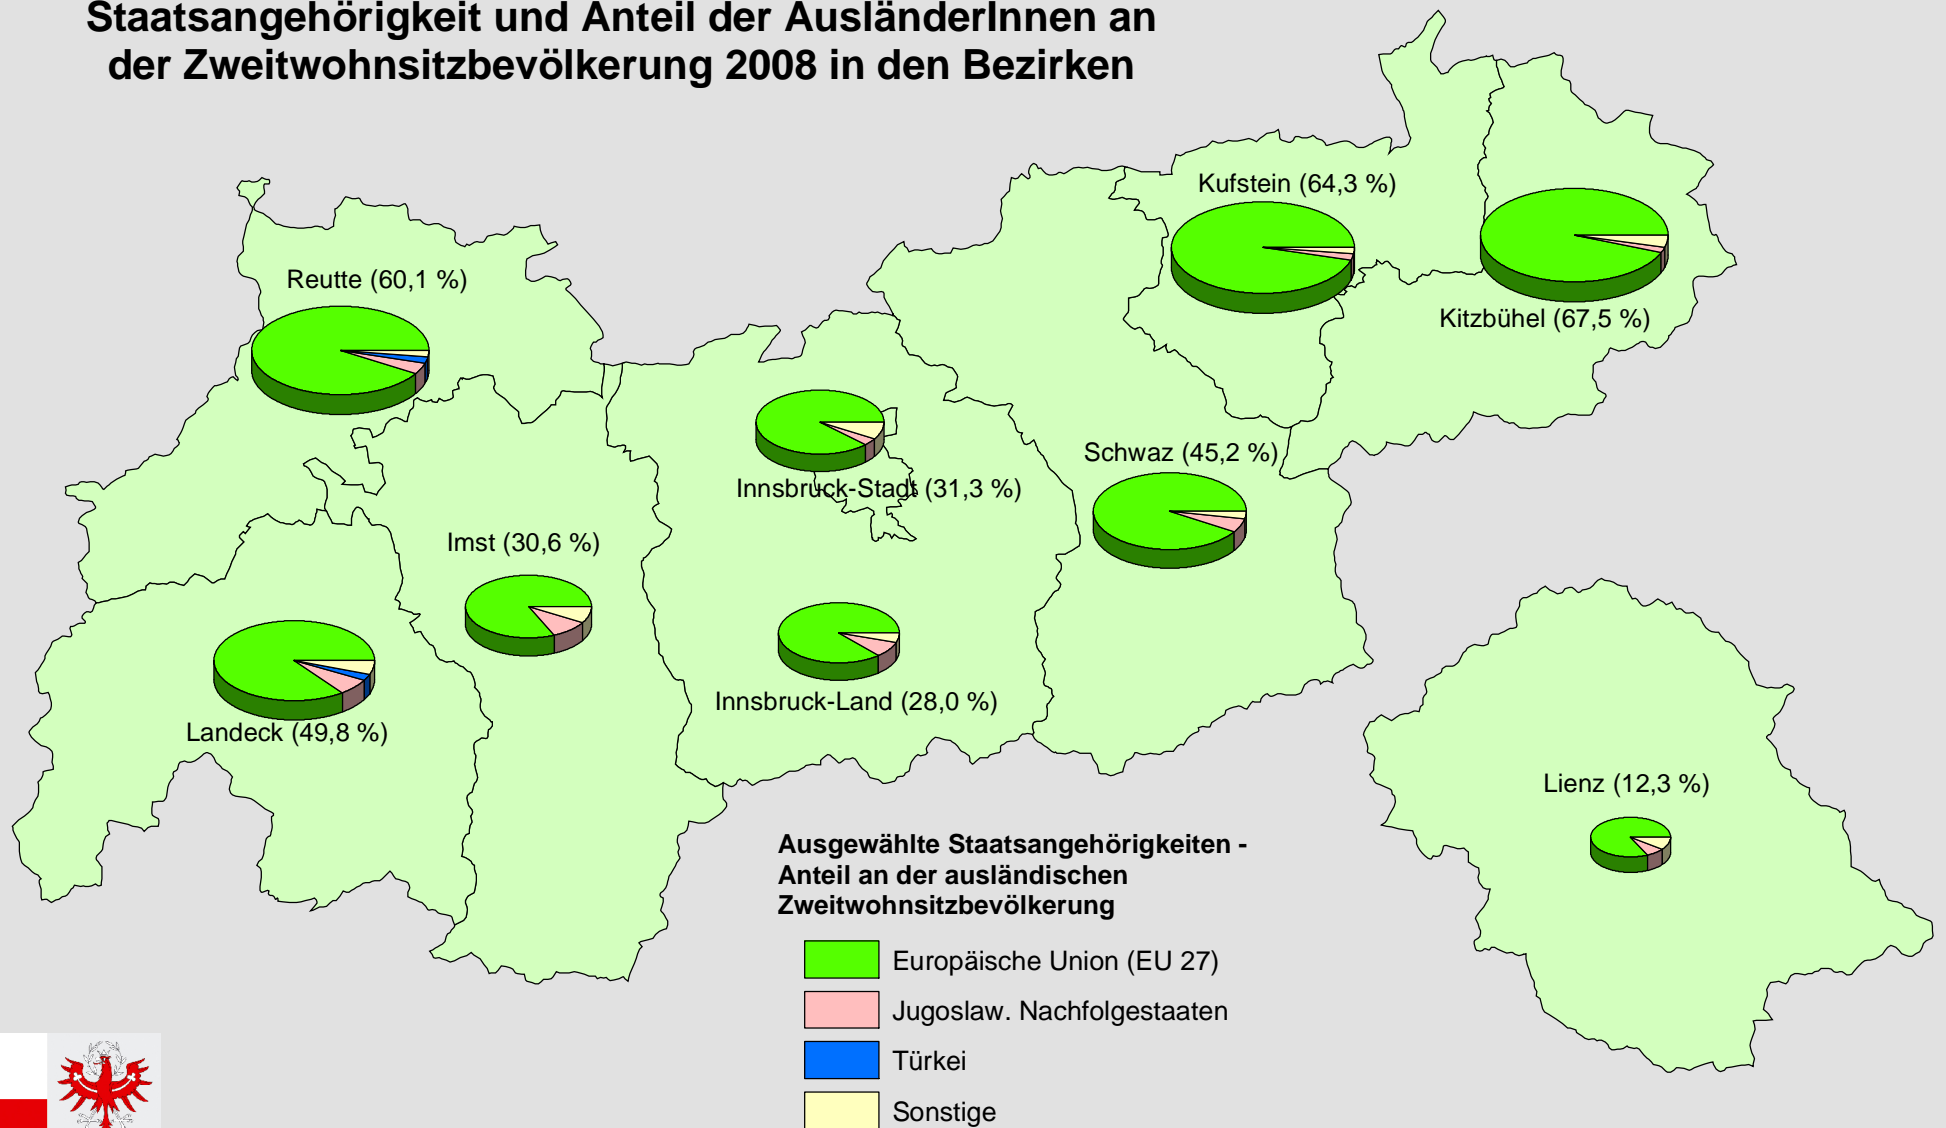 Staatsangehörigkeit und Anteil der AusländerInnen an
der Zweitwohnsitzbevölkerung 2008 in den Bezirken
Kufstein (64,3 %)
Reutte (60,1 %)
Kitzbühel (67,5 %)
Schwaz (45,2 %)
Innsbruck-Stadt (31,3 %)
Imst (30,6 %)
Innsbruck-Land (28,0 %)
Landeck (49,8 %)
Lienz (12,3 %)
Ausgewählte Staatsangehörigkeiten -
Anteil an der ausländischen
Zweitwohnsitzbevölkerung
Europäische Union (EU 27)
Jugoslaw. Nachfolgestaaten
Türkei
Sonstige